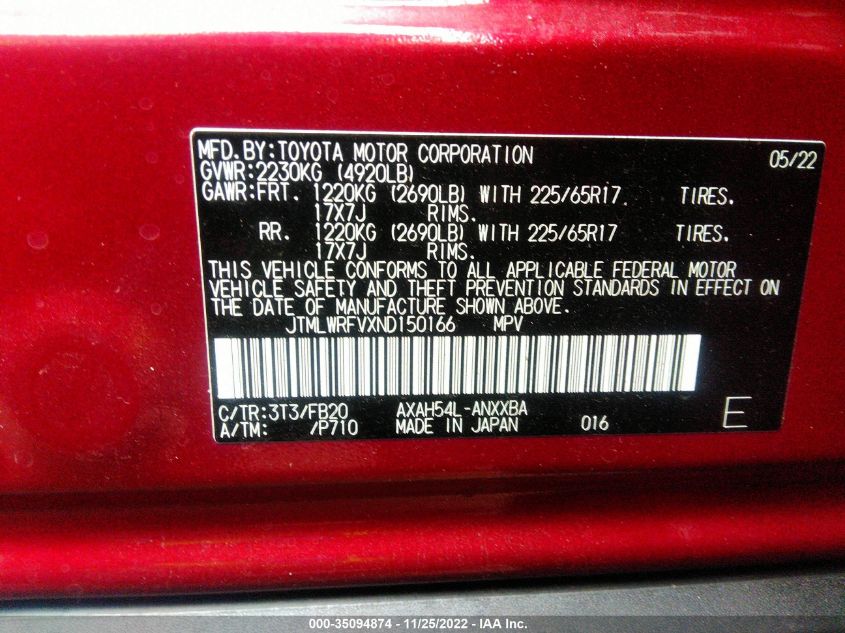 MFD.BY:TOYOTA MOTOR CORPORATION 05/22
GVWR:2230KG (4920LB)
GAWR:FRT. 1220KG (2690LB) WITH 225/65R17 TIRES.
17X7J RIMS.
RR. 1220KG (2690LB) WITH 225/65R17 TIRES.
17X7J RIMS.
THIS VEHICLE CONFORMS TO ALL APPLICABLE FEDERAL MOTOR
VEHICLE SAFETY AND THEFT PREVENTION STANDARDS IN EFFECT ON
THE DATE OF MANUFACTURE SHOWN ABOVE.
JTMLWRFVXND150166 MPV
C/TR:3T3/FB20 AXAH54L-ANXXBA E
A/TM: /P710 MADE IN JAPAN 016
000-35094874 - 11/25/2022 - IAA Inc.